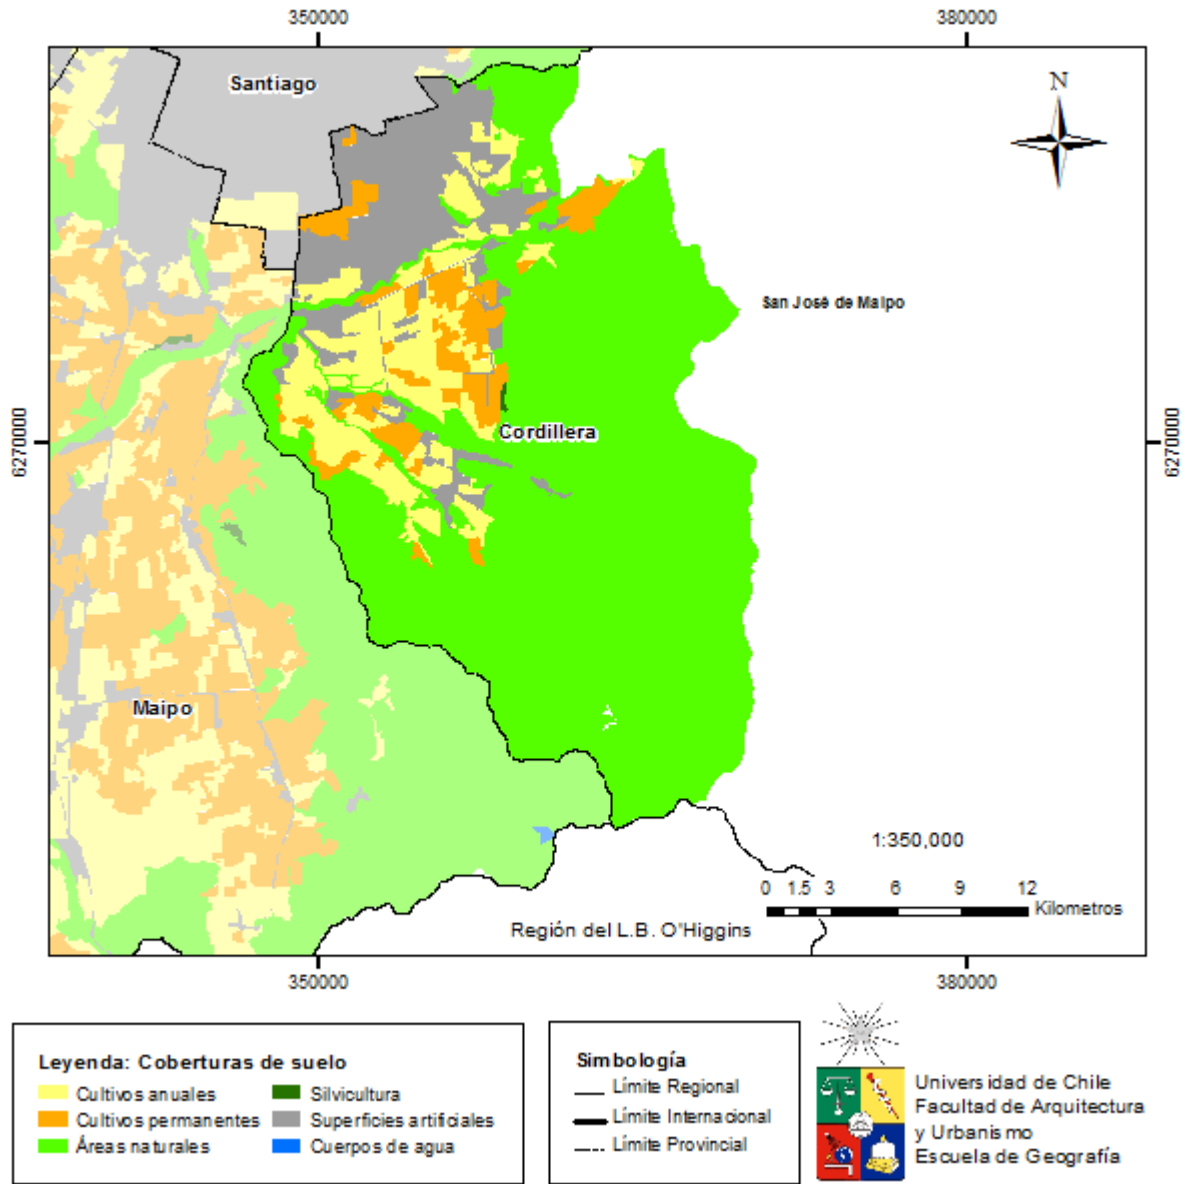 350000 380000
Santiago
N
San José de Maipo
6270000 6270000
Cordillera
Maipo
1:350,000
0 1.5 3 6 9 12
Kilometros
Región del L.B. O'Higgins
350000 380000
Leyenda: Coberturas de suelo
Cultivos anuales
Cultivos permanentes
Áreas naturales
Silvicultura
Superficies artificiales
Cuerpos de agua
Simbología
Límite Regional
Límite Internacional
Límite Provincial
Universidad de Chile
Facultad de Arquitectura
y Urbanismo
Escuela de Geografía